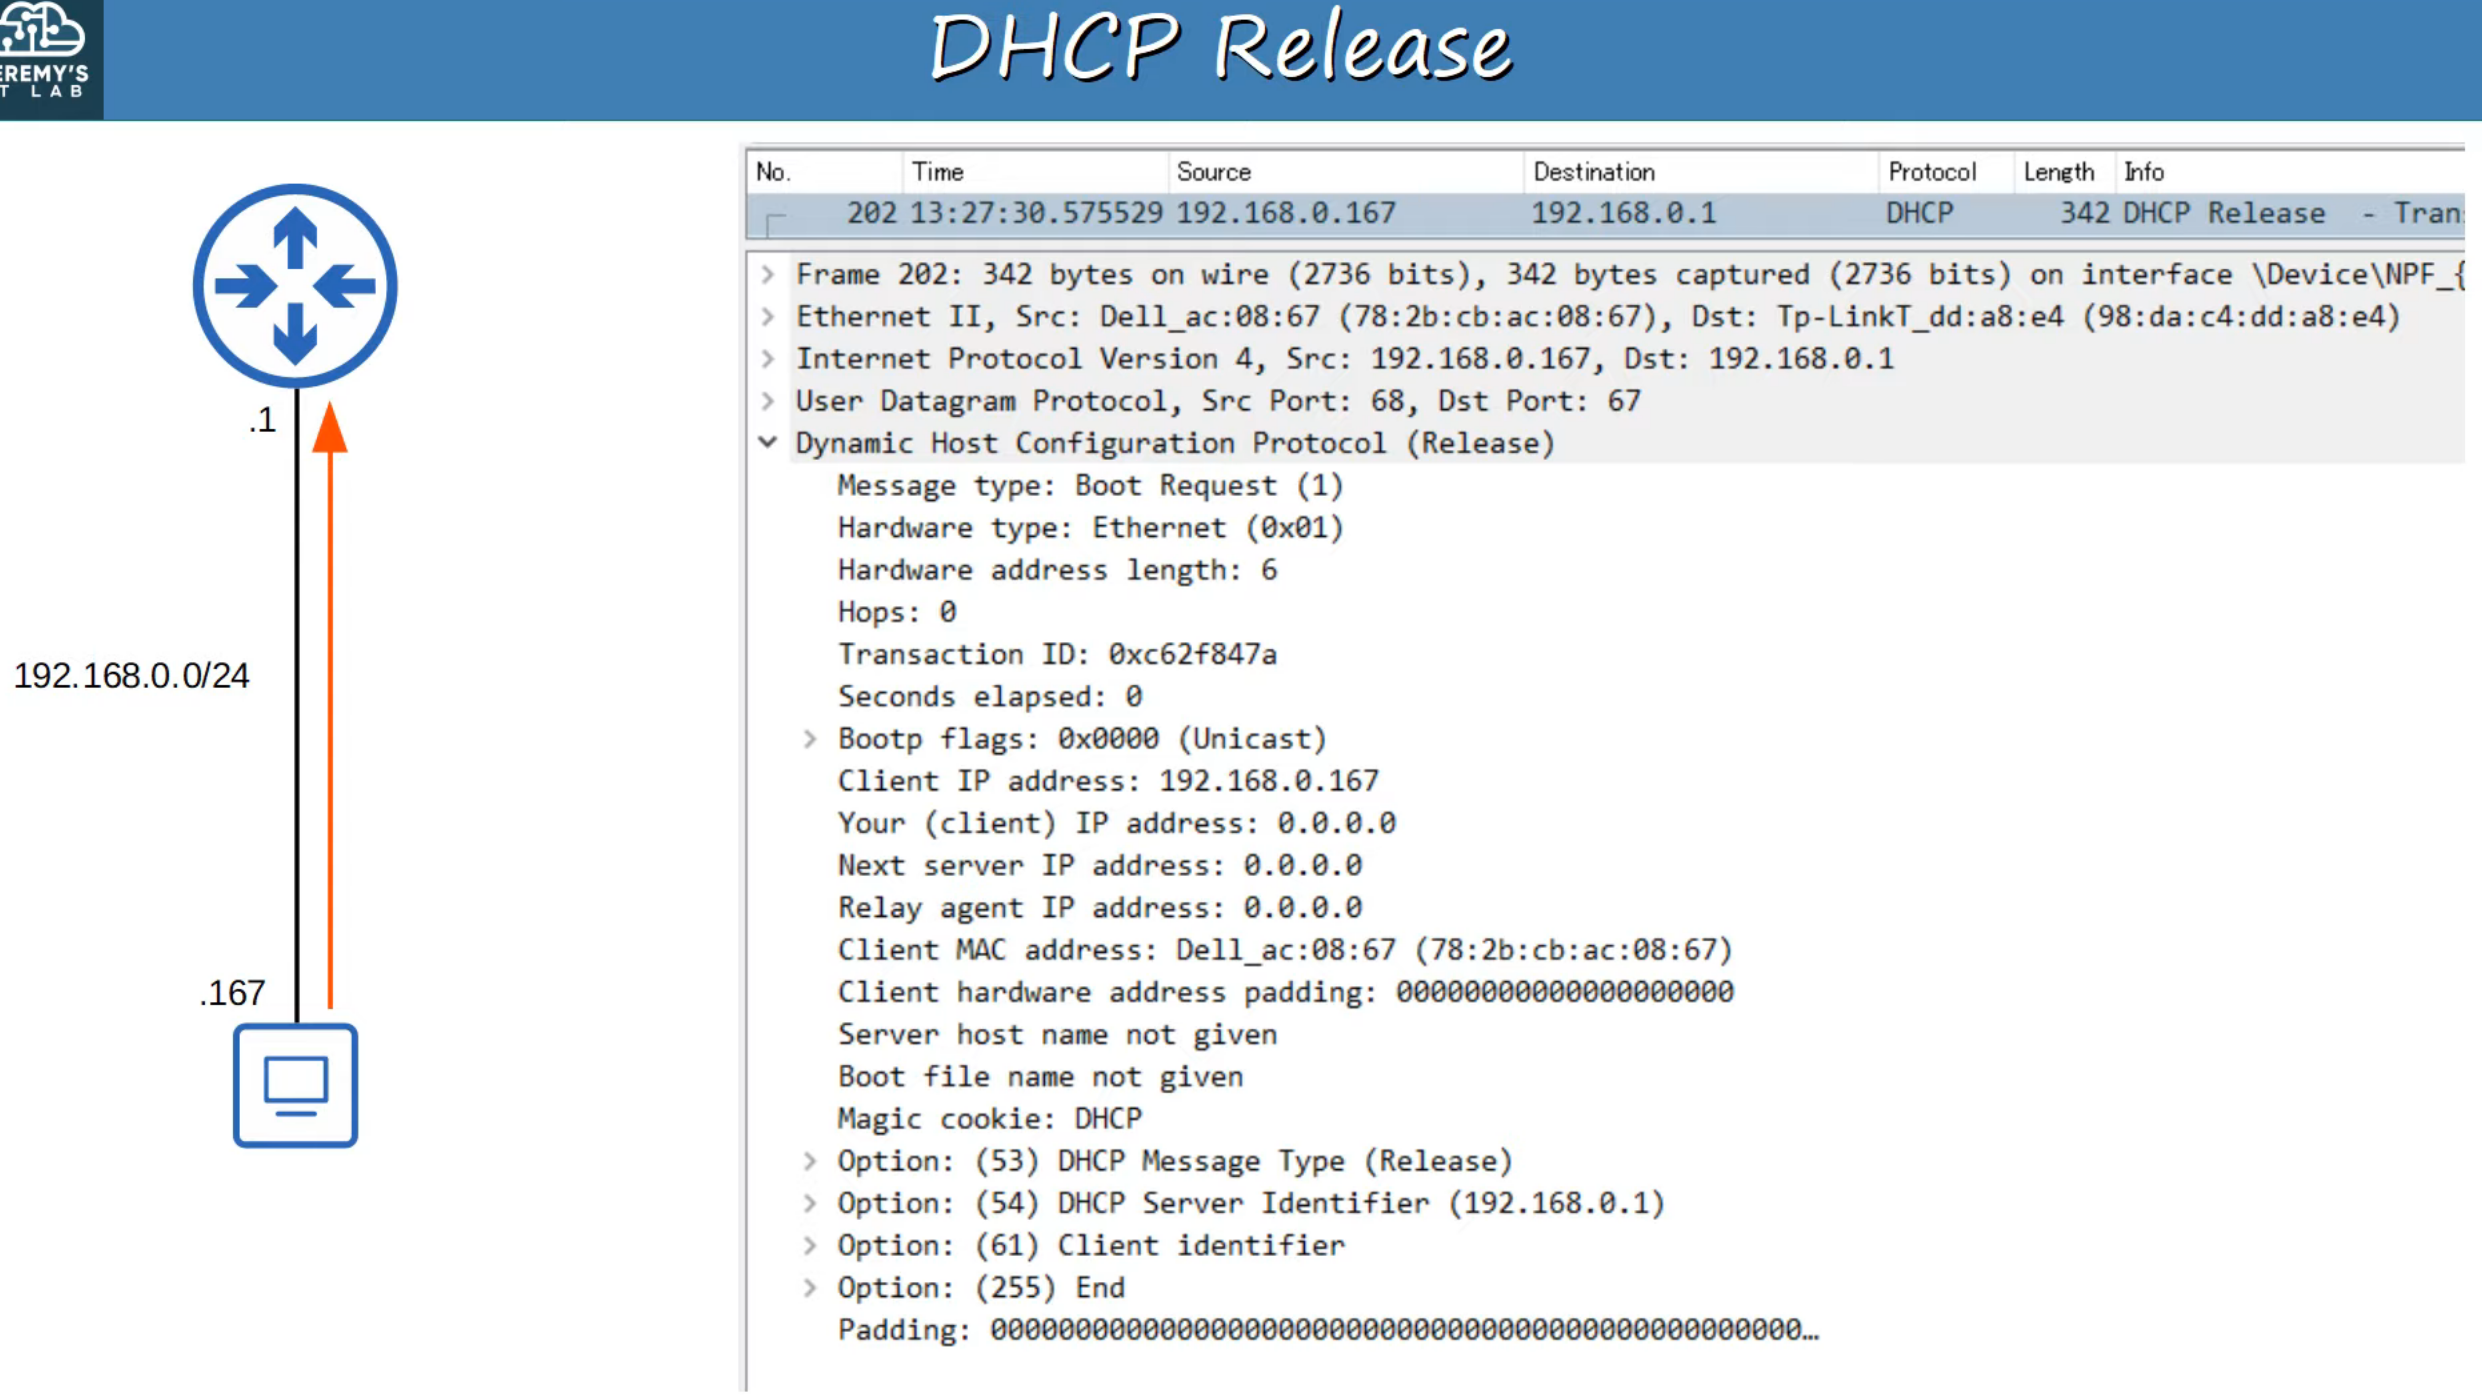 DHCP Release
EREMY'S
T LAB
.1
192.168.0.0/24
.167
No. Time Source Destination Protocol Length Info
202 13:27:30.575529 192.168.0.167 192.168.0.1 DHCP 342 DHCP Release - Tran
Frame 202: 342 bytes on wire (2736 bits), 342 bytes captured (2736 bits) on interface \Device\NPF_{
Ethernet II, Src: Dell_ac:08:67 (78:2b:cb:ac:08:67), Dst: Tp-LinkT_dd:a8:e4 (98:da:c4:dd:a8:e4)
Internet Protocol Version 4, Src: 192.168.0.167, Dst: 192.168.0.1
User Datagram Protocol, Src Port: 68, Dst Port: 67
Dynamic Host Configuration Protocol (Release)
Message type: Boot Request (1)
Hardware type: Ethernet (0x01)
Hardware address length: 6
Hops: 0
Transaction ID: 0xc62f847a
Seconds elapsed: 0
Bootp flags: 0x0000 (Unicast)
Client IP address: 192.168.0.167
Your (client) IP address: 0.0.0.0
Next server IP address: 0.0.0.0
Relay agent IP address: 0.0.0.0
Client MAC address: Dell_ac:08:67 (78:2b:cb:ac:08:67)
Client hardware address padding: 00000000000000000000
Server host name not given
Boot file name not given
Magic cookie: DHCP
Option: (53) DHCP Message Type (Release)
Option: (54) DHCP Server Identifier (192.168.0.1)
Option: (61) Client identifier
Option: (255) End
Padding: 000000000000000000000000000000000000000000000000…